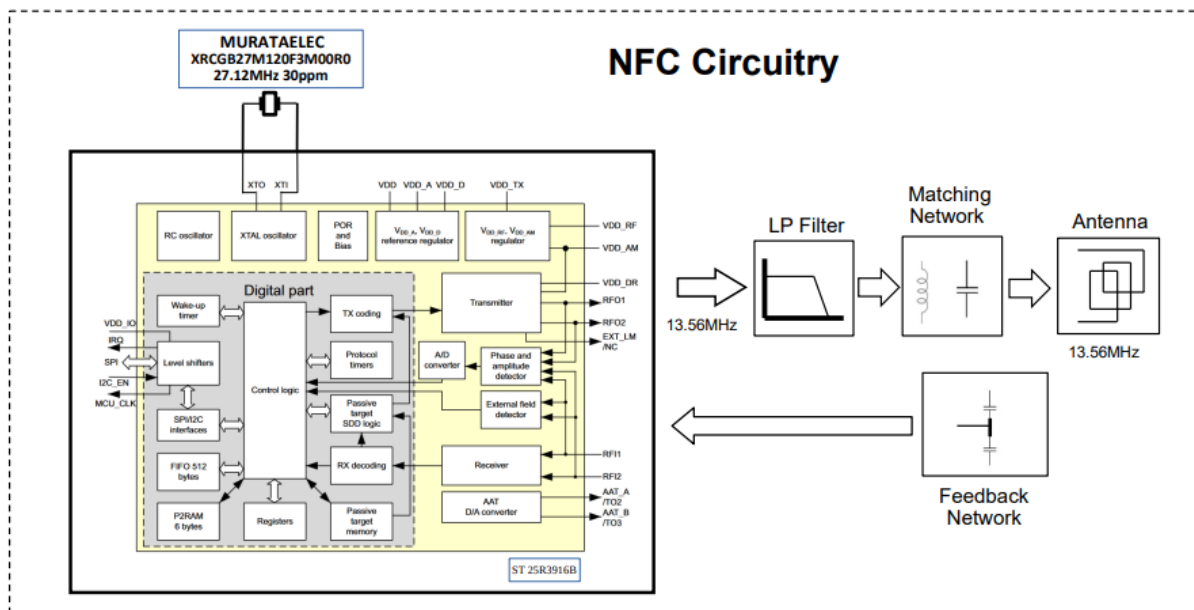 MURATAELEC
XRCGB27M120F3M00R0
27.12MHz 30ppm
NFC Circuitry
XTO
XTI
VDD
VDD_A
VDD_D
VDD_TX
RC oscillator
XTAL oscillator
POR
and
Bias
VDD_A, VDD_D
reference regulator
VDD_RF, VDD_AM
regulator
VDD_RF
VDD_AM
VDD_DR
RFO1
RFO2
EXT_LM
/NC
Digital part
Wake-up
timer
TX coding
Transmitter
VDD_IO
IRQ
SPI
I2C_EN
MCU_CLK
Level shifters
Control logic
Protocol
timers
A/D
converter
Phase and
amplitude
detector
External field
detector
SPI/I2C
interfaces
Passive
target
SDD logic
FIFO 512
bytes
RX decoding
Receiver
RFI1
RFI2
P2RAM
6 bytes
Registers
Passive
target
memory
AAT
D/A converter
AAT_A
/TO2
AAT_B
/TO3
ST 25R3916B
13.56MHz
LP Filter
Matching
Network
Antenna
13.56MHz
Feedback
Network